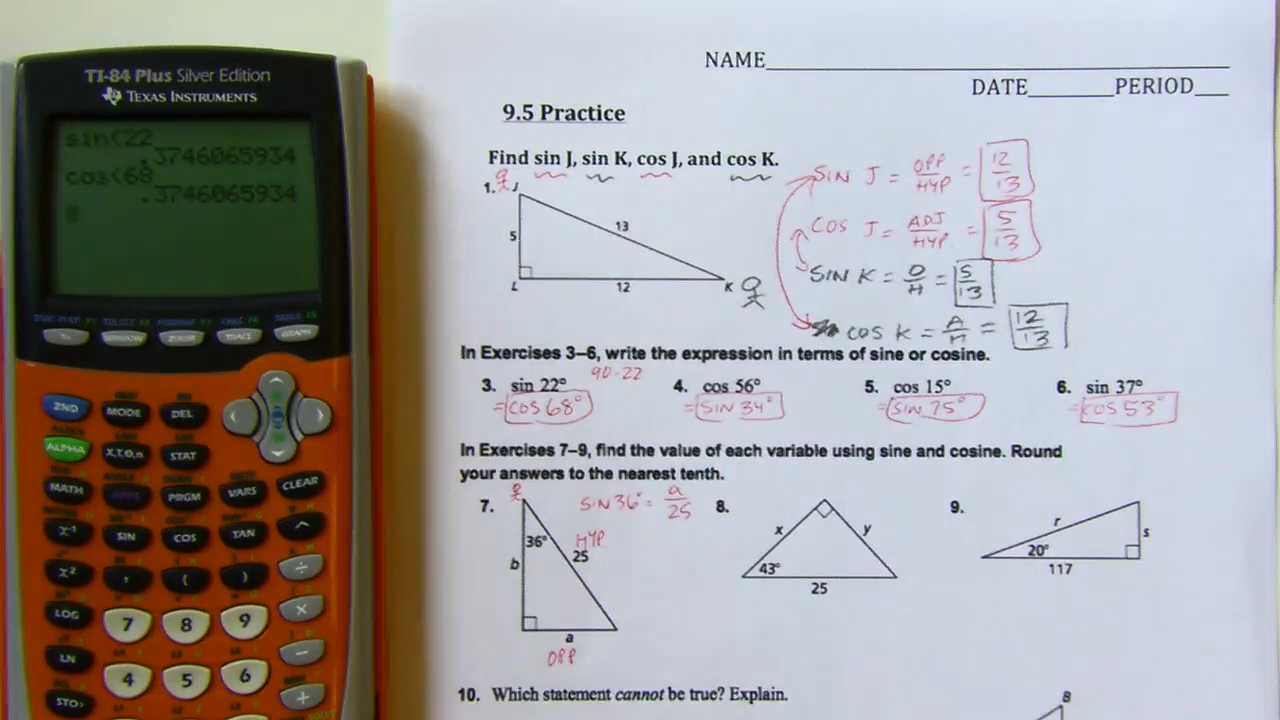 TI-84 Plus Silver Edition
TEXAS INSTRUMENTS
sin(22
.3746065934
cos(68
.3746065934
2ND
MODE
DEL
ALPHA
X,T,Θ,n
STAT
MATH
APPS
PRGM
VARS
CLEAR
x⁻¹
SIN
COS
TAN
^
x²
,
(
)
÷
LOG
7
8
9
×
LN
4
5
6
−
STO>
+
NAME
DATE PERIOD
9.5 Practice
Find sin J, sin K, cos J, and cos K.
1. J
5
13
L
12
K
SIN J = OPP/HYP = 12/13
COS J = ADJ/HYP = 5/13
SIN K = O/H = 5/13
COS K = A/H = 12/13
In Exercises 3–6, write the expression in terms of sine or cosine.
90-22
3. sin 22° 4. cos 56° 5. cos 15° 6. sin 37°
= COS 68° = SIN 34° = SIN 75° = COS 53°
In Exercises 7–9, find the value of each variable using sine and cosine. Round
your answers to the nearest tenth.
7. SIN 36° = a/25
36°
HYP
25
b
a
OPP
8.
x
y
43°
25
9.
r
s
20°
117
10. Which statement cannot be true? Explain.
B